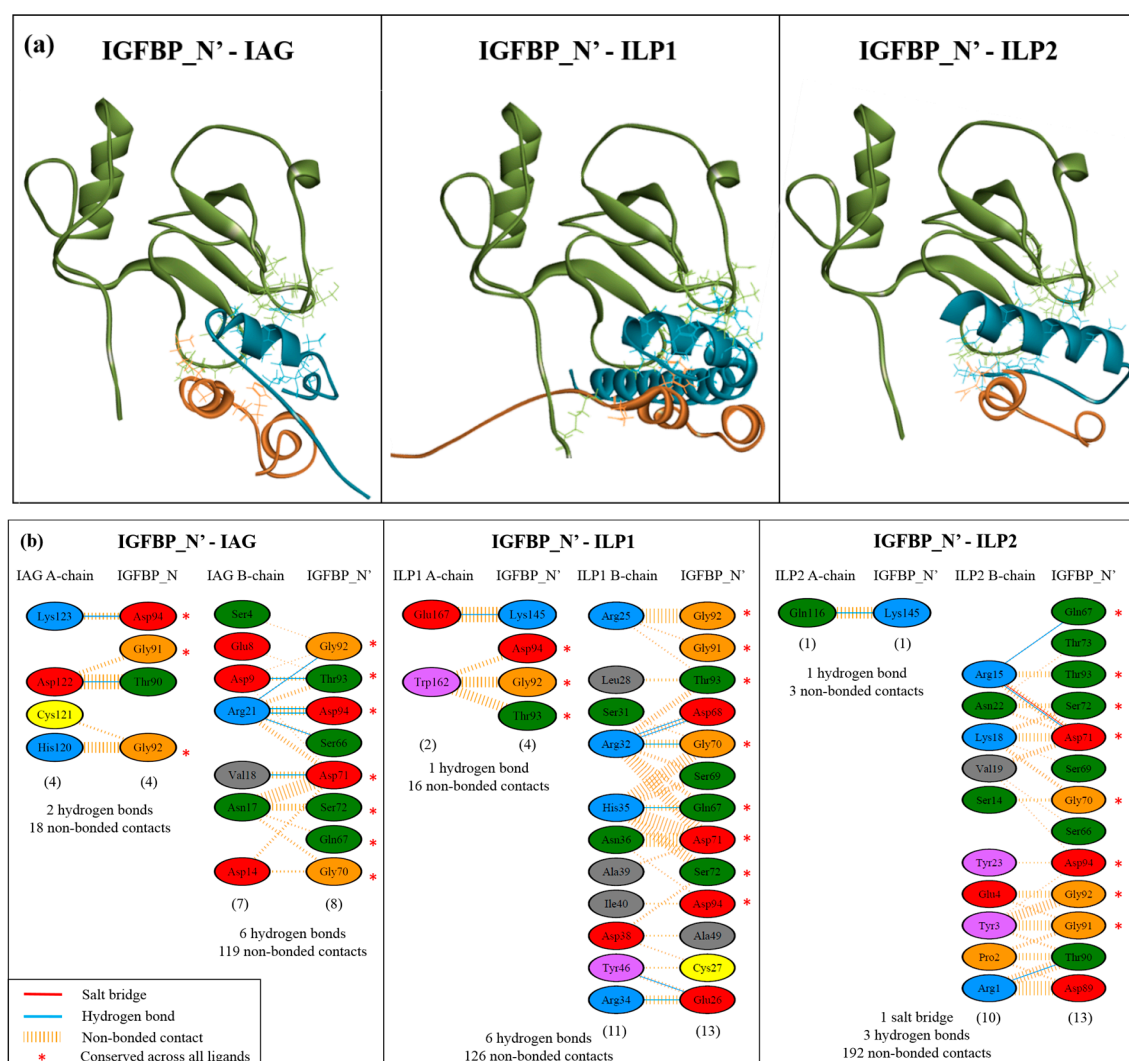 (a)
IGFBP_N’ - IAG
IGFBP_N’ - ILP1
IGFBP_N’ - ILP2
(b)
IGFBP_N’ - IAG
IAG A-chain
IGFBP_N
IAG B-chain
IGFBP_N’
Lys123
Asp94
*
Gly91
*
Asp122
Thr90
Cys121
His120
Gly92
*
(4)
(4)
2 hydrogen bonds
18 non-bonded contacts
Ser4
Glu8
Gly92
*
Asp9
Thr93
*
Arg21
Asp94
*
Ser66
Val18
Asp71
*
Asn17
Ser72
*
Gln67
*
Asp14
Gly70
*
(7)
(8)
6 hydrogen bonds
119 non-bonded contacts
Salt bridge
Hydrogen bond
Non-bonded contact
* Conserved across all ligands
IGFBP_N’ - ILP1
ILP1 A-chain
IGFBP_N’
ILP1 B-chain
IGFBP_N’
Glu167
Lys145
Asp94
*
Trp162
Gly92
*
Thr93
*
(2)
(4)
1 hydrogen bond
16 non-bonded contacts
Arg25
Gly92
*
Gly91
*
Leu28
Thr93
*
Ser31
Asp68
Arg32
Gly70
*
Ser69
His35
Gln67
*
Asn36
Asp71
*
Ala39
Ser72
*
Ile40
Asp94
*
Asp38
Ala49
Tyr46
Cys27
Arg34
Glu26
(11)
(13)
6 hydrogen bonds
126 non-bonded contacts
IGFBP_N’ - ILP2
ILP2 A-chain
IGFBP_N’
ILP2 B-chain
IGFBP_N’
Gln116
Lys145
(1)
(1)
1 hydrogen bond
3 non-bonded contacts
Gln67
*
Thr73
Arg15
Thr93
*
Asn22
Ser72
*
Lys18
Asp71
*
Val19
Ser69
Ser14
Gly70
*
Ser66
Tyr23
Asp94
*
Glu4
Gly92
*
Tyr3
Gly91
*
Pro2
Thr90
Arg1
Asp89
(10)
(13)
1 salt bridge
3 hydrogen bonds
192 non-bonded contacts